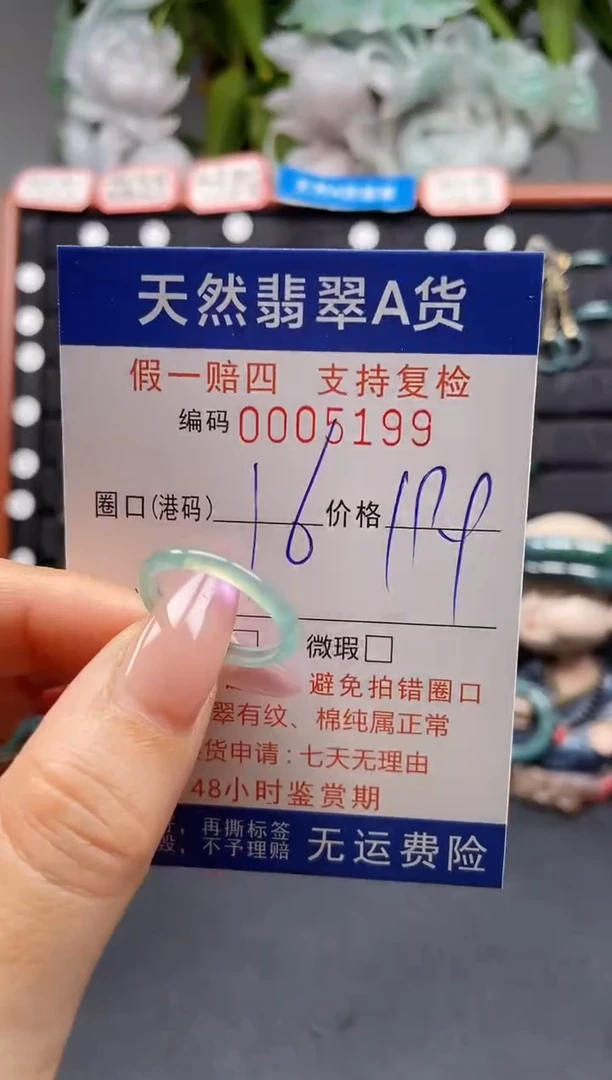 天然翡翠A货
假一赔四 支持复检
编码 0005199
圈口(港码) 16 价格
微瑕□
避免拍错圈口
翠有纹、棉纯属正常
货申请：七天无理由
48小时鉴赏期
，再撕标签
，不予理赔
无运费险